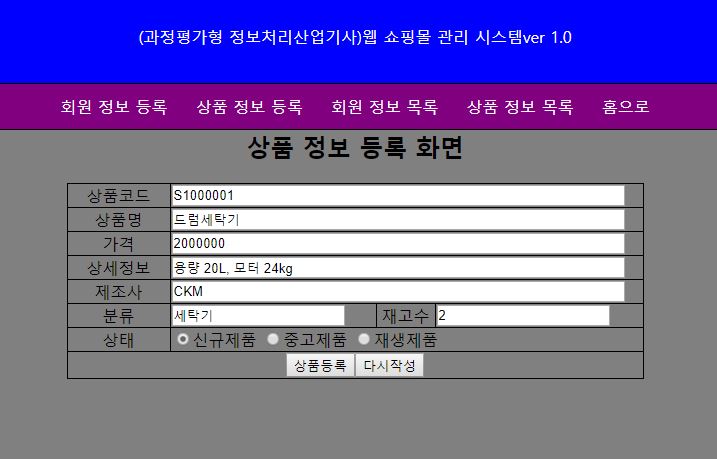 (과정평가형 정보처리산업기사)웹 쇼핑몰 관리 시스템ver 1.0
회원 정보 등록 상품 정보 등록 회원 정보 목록 상품 정보 목록 홈으로
상품 정보 등록 화면
상품코드 S1000001
상품명 드럼세탁기
가격 2000000
상세정보 용량 20L, 모터 24kg
제조사 CKM
분류 세탁기 재고수 2
상태 신규제품 중고제품 재생제품
상품등록 다시작성